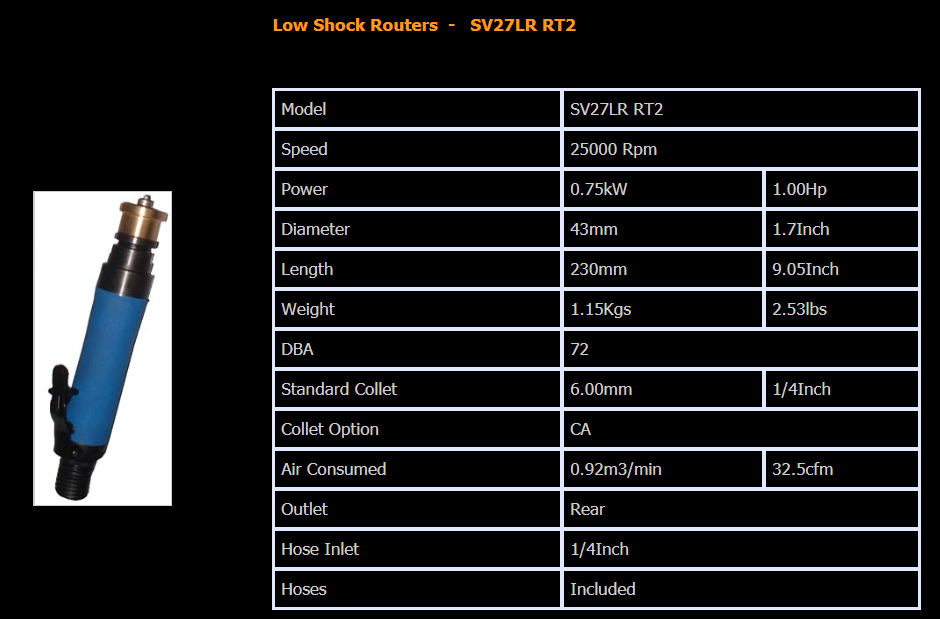 Low Shock Routers - SV27LR RT2
Model SV27LR RT2
Speed 25000 Rpm
Power 0.75kW 1.00Hp
Diameter 43mm 1.7Inch
Length 230mm 9.05Inch
Weight 1.15Kgs 2.53lbs
DBA 72
Standard Collet 6.00mm 1/4Inch
Collet Option CA
Air Consumed 0.92m3/min 32.5cfm
Outlet Rear
Hose Inlet 1/4Inch
Hoses Included